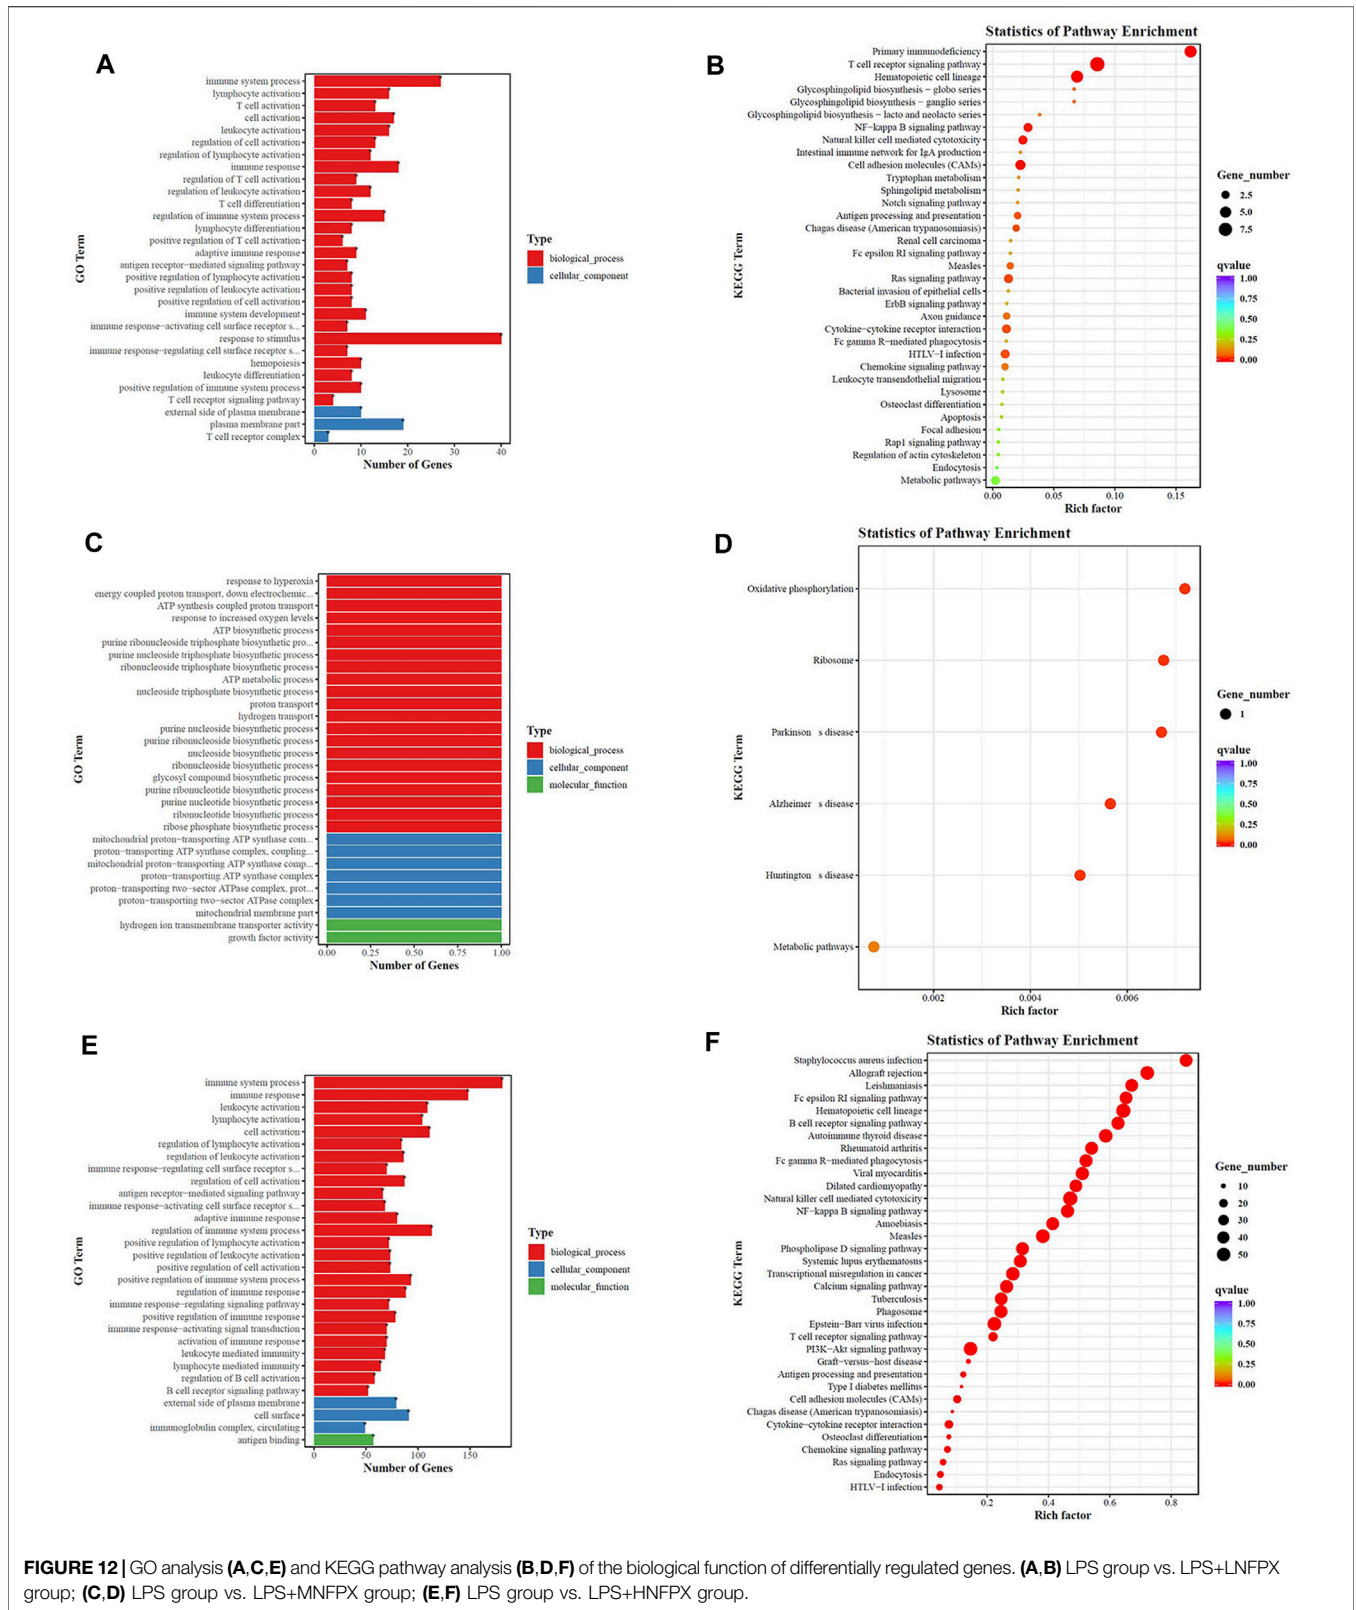 A
immune system process
lymphocyte activation
T cell activation
cell activation
leukocyte activation
regulation of cell activation
regulation of lymphocyte activation
immune response
regulation of T cell activation
regulation of leukocyte activation
T cell differentiation
regulation of immune system process
lymphocyte differentiation
positive regulation of T cell activation
adaptive immune response
antigen receptor−mediated signaling pathway
positive regulation of lymphocyte activation
positive regulation of leukocyte activation
positive regulation of cell activation
immune system development
immune response−activating cell surface receptor s...
response to stimulus
immune response−regulating cell surface receptor s...
hemopoiesis
leukocyte differentiation
positive regulation of immune system process
T cell receptor signaling pathway
external side of plasma membrane
plasma membrane part
T cell receptor complex
GO Term
0 10 20 30 40
Number of Genes
Type
biological_process
cellular_component
B
Statistics of Pathway Enrichment
Primary immunodeficiency
T cell receptor signaling pathway
Hematopoietic cell lineage
Glycosphingolipid biosynthesis − globo series
Glycosphingolipid biosynthesis − ganglio series
Glycosphingolipid biosynthesis − lacto and neolacto series
NF−kappa B signaling pathway
Natural killer cell mediated cytotoxicity
Intestinal immune network for IgA production
Cell adhesion molecules (CAMs)
Tryptophan metabolism
Sphingolipid metabolism
Notch signaling pathway
Antigen processing and presentation
Chagas disease (American trypanosomiasis)
Renal cell carcinoma
Fc epsilon RI signaling pathway
Measles
Ras signaling pathway
Bacterial invasion of epithelial cells
ErbB signaling pathway
Axon guidance
Cytokine−cytokine receptor interaction
Fc gamma R−mediated phagocytosis
HTLV−I infection
Chemokine signaling pathway
Leukocyte transendothelial migration
Lysosome
Osteoclast differentiation
Apoptosis
Focal adhesion
Rap1 signaling pathway
Regulation of actin cytoskeleton
Endocytosis
Metabolic pathways
KEGG Term
0.00 0.05 0.10 0.15
Rich factor
Gene_number
2.5
5.0
7.5
qvalue
1.00
0.75
0.50
0.25
0.00
C
response to hyperoxia
energy coupled proton transport, down electrochemic...
ATP synthesis coupled proton transport
response to increased oxygen levels
ATP biosynthetic process
purine ribonucleoside triphosphate biosynthetic pro...
purine nucleoside triphosphate biosynthetic process
ribonucleoside triphosphate biosynthetic process
ATP metabolic process
nucleoside triphosphate biosynthetic process
proton transport
hydrogen transport
purine nucleoside biosynthetic process
purine ribonucleoside biosynthetic process
nucleoside biosynthetic process
ribonucleoside biosynthetic process
glycosyl compound biosynthetic process
purine ribonucleotide biosynthetic process
purine nucleotide biosynthetic process
ribonucleotide biosynthetic process
ribose phosphate biosynthetic process
mitochondrial proton−transporting ATP synthase com...
proton−transporting ATP synthase complex, coupling...
mitochondrial proton−transporting ATP synthase comp...
proton−transporting ATP synthase complex
proton−transporting two−sector ATPase complex, prot...
proton−transporting two−sector ATPase complex
mitochondrial membrane part
hydrogen ion transmembrane transporter activity
growth factor activity
GO Term
0.00 0.25 0.50 0.75 1.00
Number of Genes
Type
biological_process
cellular_component
molecular_function
D
Statistics of Pathway Enrichment
Oxidative phosphorylation
Ribosome
Parkinson s disease
Alzheimer s disease
Huntington s disease
Metabolic pathways
KEGG Term
0.002 0.004 0.006
Rich factor
Gene_number
1
qvalue
1.00
0.75
0.50
0.25
0.00
E
immune system process
immune response
leukocyte activation
lymphocyte activation
cell activation
regulation of lymphocyte activation
regulation of leukocyte activation
immune response−regulating cell surface receptor s...
regulation of cell activation
antigen receptor−mediated signaling pathway
immune response−activating cell surface receptor s...
adaptive immune response
regulation of immune system process
positive regulation of lymphocyte activation
positive regulation of leukocyte activation
positive regulation of cell activation
positive regulation of immune system process
regulation of immune response
immune response−regulating signaling pathway
positive regulation of immune response
immune response−activating signal transduction
activation of immune response
leukocyte mediated immunity
lymphocyte mediated immunity
regulation of B cell activation
B cell receptor signaling pathway
external side of plasma membrane
cell surface
immunoglobulin complex, circulating
antigen binding
GO Term
0 50 100 150
Number of Genes
Type
biological_process
cellular_component
molecular_function
F
Statistics of Pathway Enrichment
Staphylococcus aureus infection
Allograft rejection
Leishmaniasis
Fc epsilon RI signaling pathway
Hematopoietic cell lineage
B cell receptor signaling pathway
Autoimmune thyroid disease
Rheumatoid arthritis
Fc gamma R−mediated phagocytosis
Viral myocarditis
Dilated cardiomyopathy
Natural killer cell mediated cytotoxicity
NF−kappa B signaling pathway
Amoebiasis
Measles
Phospholipase D signaling pathway
Systemic lupus erythematosus
Transcriptional misregulation in cancer
Calcium signaling pathway
Tuberculosis
Phagosome
Epstein−Barr virus infection
T cell receptor signaling pathway
PI3K−Akt signaling pathway
Graft−versus−host disease
Antigen processing and presentation
Type I diabetes mellitus
Cell adhesion molecules (CAMs)
Chagas disease (American trypanosomiasis)
Cytokine−cytokine receptor interaction
Osteoclast differentiation
Chemokine signaling pathway
Ras signaling pathway
Endocytosis
HTLV−I infection
KEGG Term
0.2 0.4 0.6 0.8
Rich factor
Gene_number
10
20
30
40
50
qvalue
1.00
0.75
0.50
0.25
0.00
FIGURE 12 | GO analysis (A,C,E) and KEGG pathway analysis (B,D,F) of the biological function of differentially regulated genes. (A,B) LPS group vs. LPS+LNFPX
group; (C,D) LPS group vs. LPS+MNFPX group; (E,F) LPS group vs. LPS+HNFPX group.